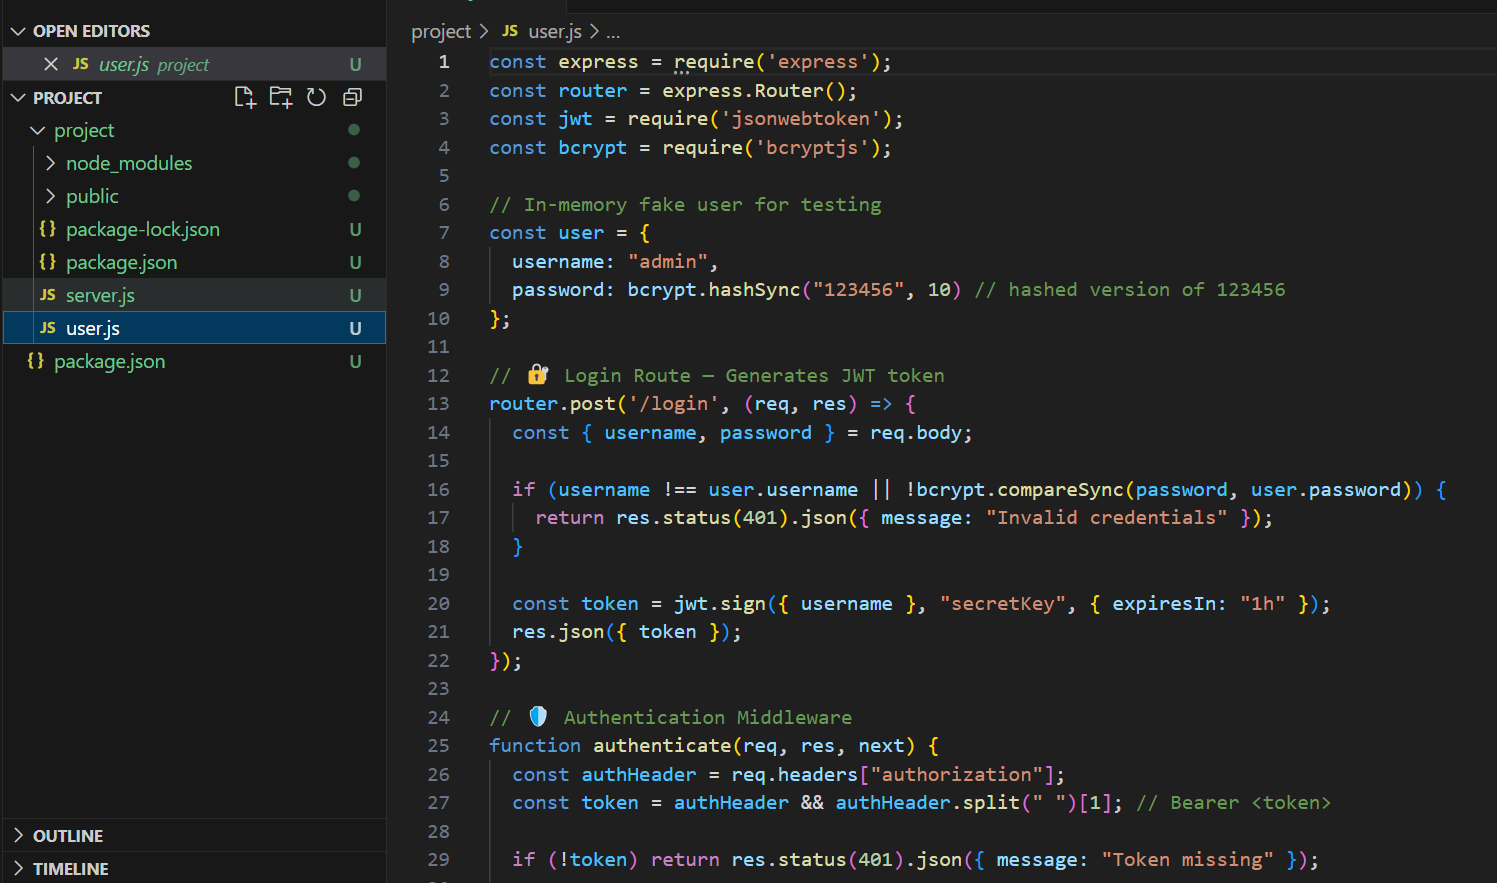 OPEN EDITORS
JS user.js project U
PROJECT
project
node_modules
public
{} package-lock.json U
{} package.json U
JS server.js U
JS user.js U
{} package.json U
OUTLINE
TIMELINE
project > JS user.js > ...
1 const express = require('express');
2 const router = express.Router();
3 const jwt = require('jsonwebtoken');
4 const bcrypt = require('bcryptjs');
5
6 // In-memory fake user for testing
7 const user = {
8 username: "admin",
9 password: bcrypt.hashSync("123456", 10) // hashed version of 123456
10 };
11
12 // 🔐 Login Route – Generates JWT token
13 router.post('/login', (req, res) => {
14 const { username, password } = req.body;
15
16 if (username !== user.username || !bcrypt.compareSync(password, user.password)) {
17 return res.status(401).json({ message: "Invalid credentials" });
18 }
19
20 const token = jwt.sign({ username }, "secretKey", { expiresIn: "1h" });
21 res.json({ token });
22 });
23
24 // 🛡️ Authentication Middleware
25 function authenticate(req, res, next) {
26 const authHeader = req.headers["authorization"];
27 const token = authHeader && authHeader.split(" ")[1]; // Bearer <token>
28
29 if (!token) return res.status(401).json({ message: "Token missing" });